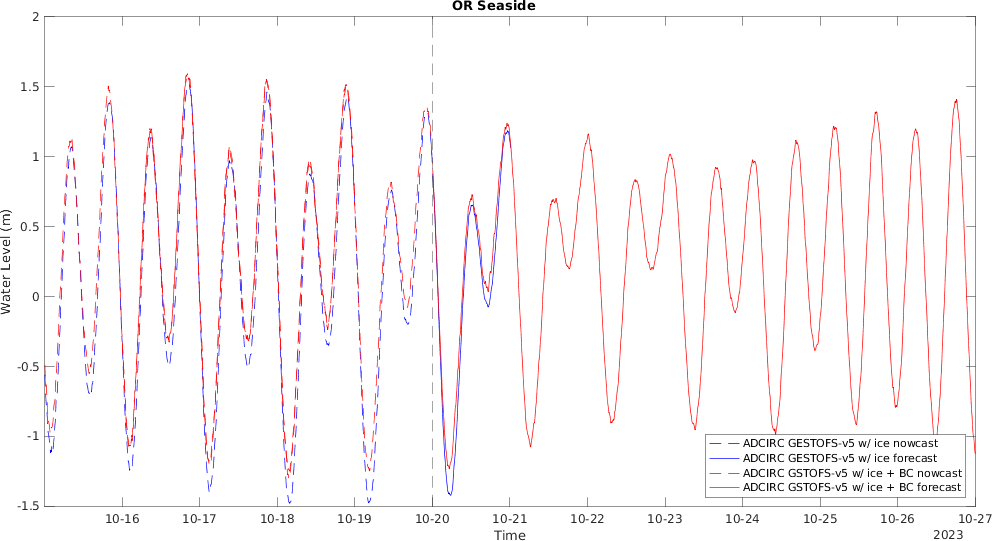 OR Seaside
2
1.5
1
0.5
0
-0.5
-1
-1.5
Water Level (m)
10-16 10-17 10-18 10-19 10-20 10-21 10-22 10-23 10-24 10-25 10-26 10-27
Time
2023
ADCIRC GESTOFS-v5 w/ ice nowcast
ADCIRC GESTOFS-v5 w/ ice forecast
ADCIRC GSTOFS-v5 w/ ice + BC nowcast
ADCIRC GSTOFS-v5 w/ ice + BC forecast